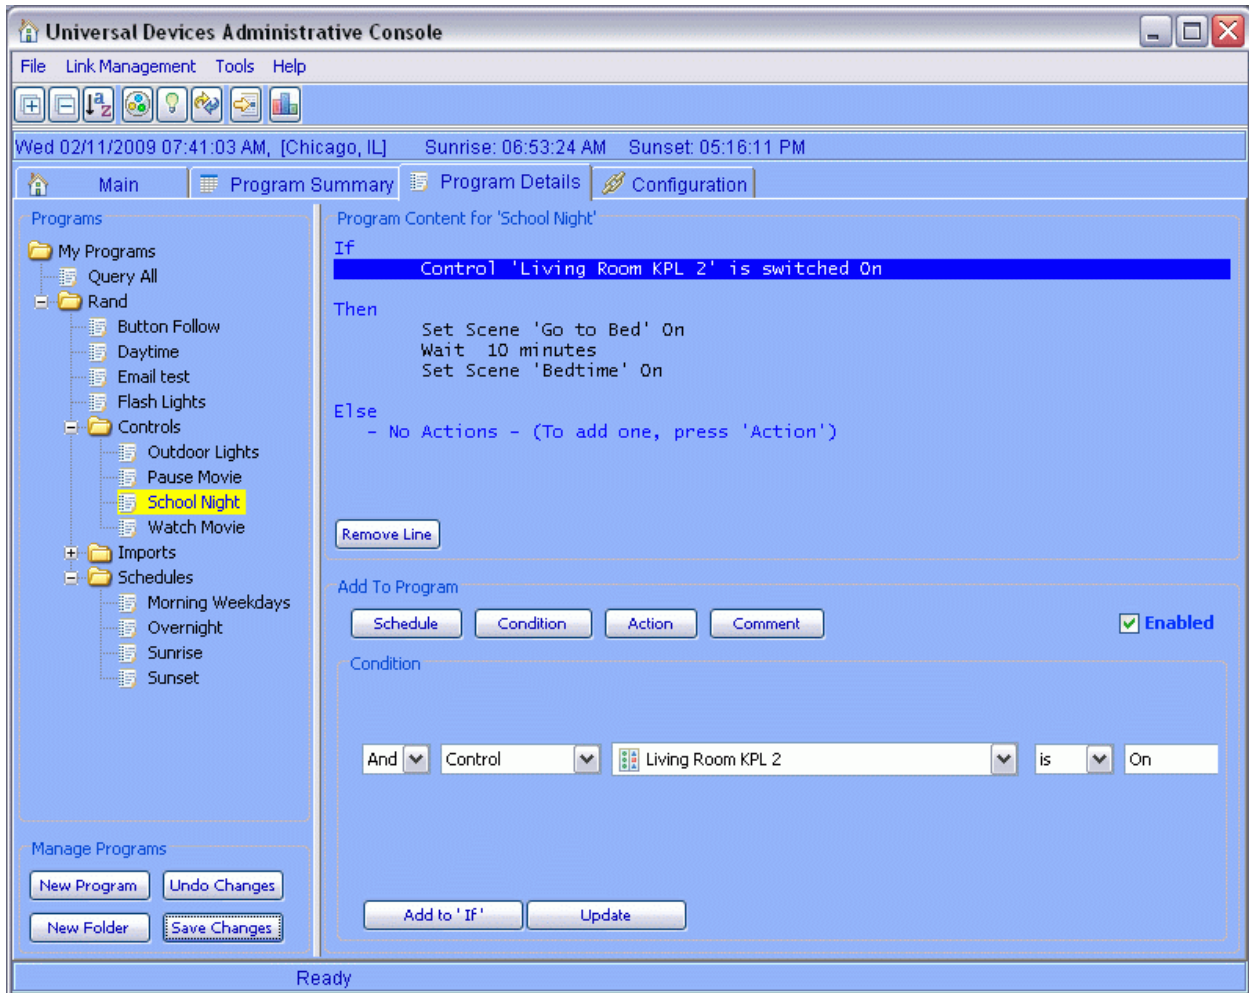 Universal Devices Administrative Console
File Link Management Tools Help
Wed 02/11/2009 07:41:03 AM, [Chicago, IL] Sunrise: 06:53:24 AM Sunset: 05:16:11 PM
Main Program Summary Program Details Configuration
Programs
My Programs
Query All
Rand
Button Follow
Daytime
Email test
Flash Lights
Controls
Outdoor Lights
Pause Movie
School Night
Watch Movie
Imports
Schedules
Morning Weekdays
Overnight
Sunrise
Sunset
Manage Programs
New Program Undo Changes
New Folder Save Changes
Program Content for 'School Night'
If
Control 'Living Room KPL 2' is switched On
Then
Set Scene 'Go to Bed' On
Wait 10 minutes
Set Scene 'Bedtime' On
Else
- No Actions - (To add one, press 'Action')
Remove Line
Add To Program
Schedule Condition Action Comment Enabled
Condition
And Control Living Room KPL 2 is On
Add to 'If' Update
Ready